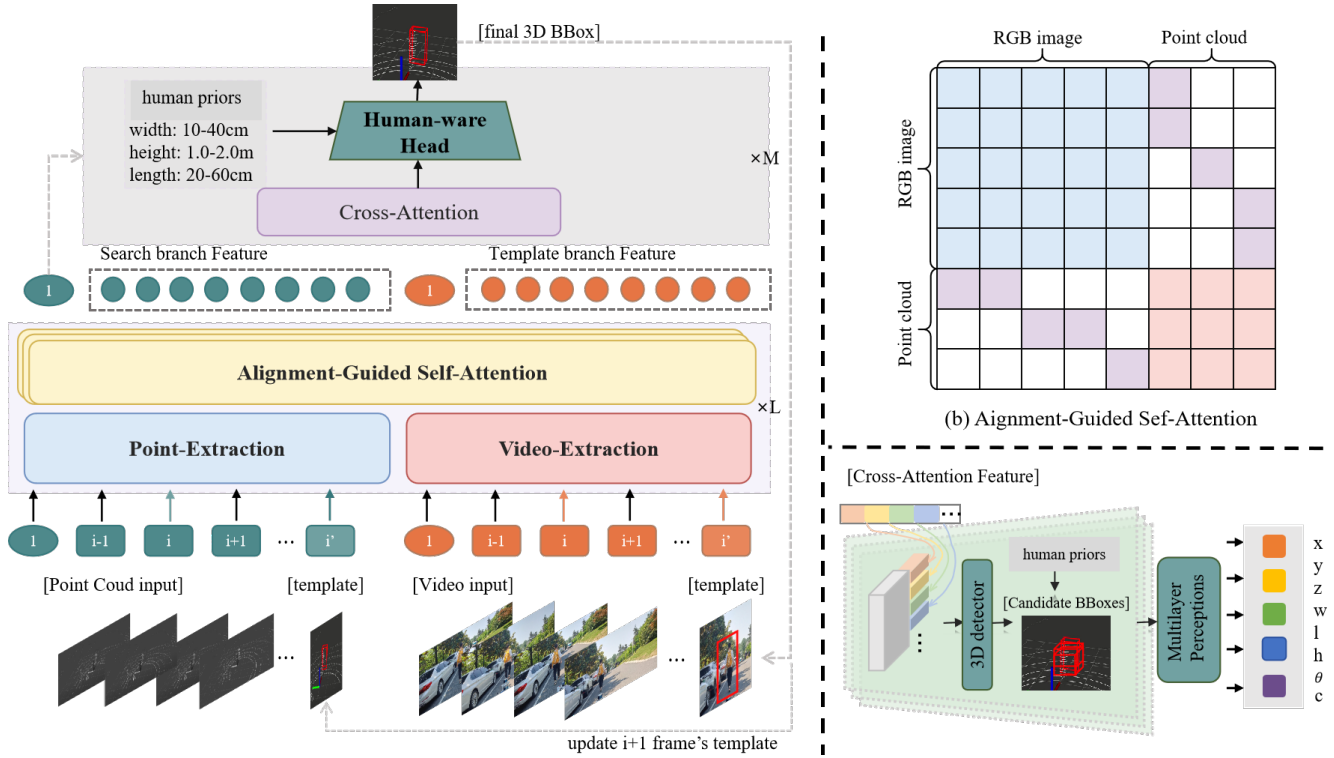 [final 3D BBox]
human priors
width: 10-40cm
height: 1.0-2.0m
length: 20-60cm
Human-ware
Head
×M
Cross-Attention
Search branch Feature
Template branch Feature
1
1
Alignment-Guided Self-Attention
×L
Point-Extraction
Video-Extraction
1
i-1
i
i+1
...
i'
1
i-1
i
i+1
...
i'
[Point Coud input]
[template]
[Video input]
[template]
...
...
update i+1 frame's template
RGB image
Point cloud
RGB image
Point cloud
(b) Aignment-Guided Sef-Attention
[Cross-Attention Feature]
...
...
3D detector
human priors
[Candidate BBoxes]
Multilayer
Perceptions
x
y
z
w
l
h
θ
c